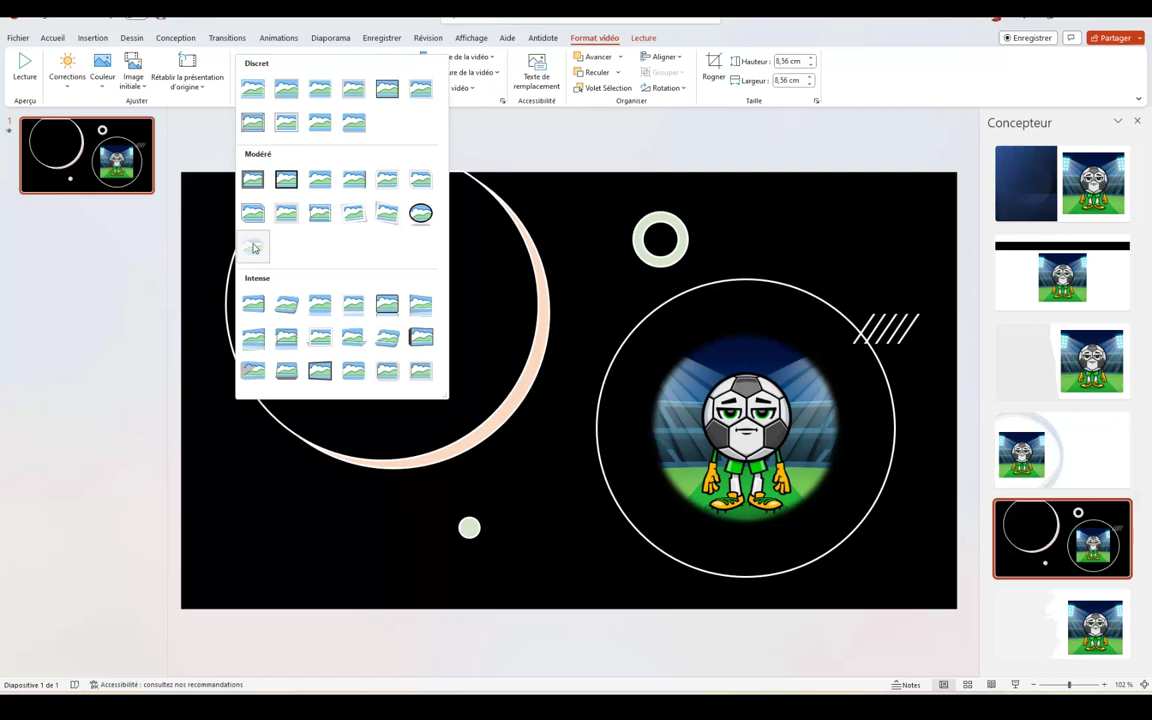 Fichier Accueil Insertion Dessin Conception Transitions Animations Diaporama Enregistrer Révision Affichage Aide Antidote Format vidéo Lecture Enregistrer Partager
Lecture
Corrections Couleur Image initiale Rétablir la présentation d'origine
e de la vidéo
ure de la vidéo
vidéo
Texte de remplacement
Avancer
Reculer
Volet Sélection
Aligner
Grouper
Rotation
Rogner
Hauteur: 8,56 cm
Largeur: 8,56 cm
Aperçu Ajuster Accessibilité Organiser Taille
Discret
Modéré
Intense
1
Concepteur
Diapositive 1 de 1 Accessibilité : consultez nos recommandations Notes 102 %